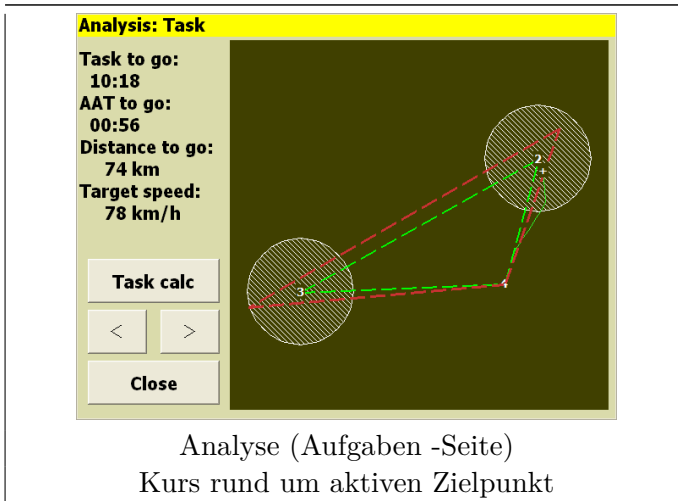 Analysis: Task
Task to go:
10:18
AAT to go:
00:56
Distance to go:
74 km
Target speed:
78 km/h
Task calc
< >
Close
2
+
3
4
Analyse (Aufgaben -Seite)
Kurs rund um aktiven Zielpunkt